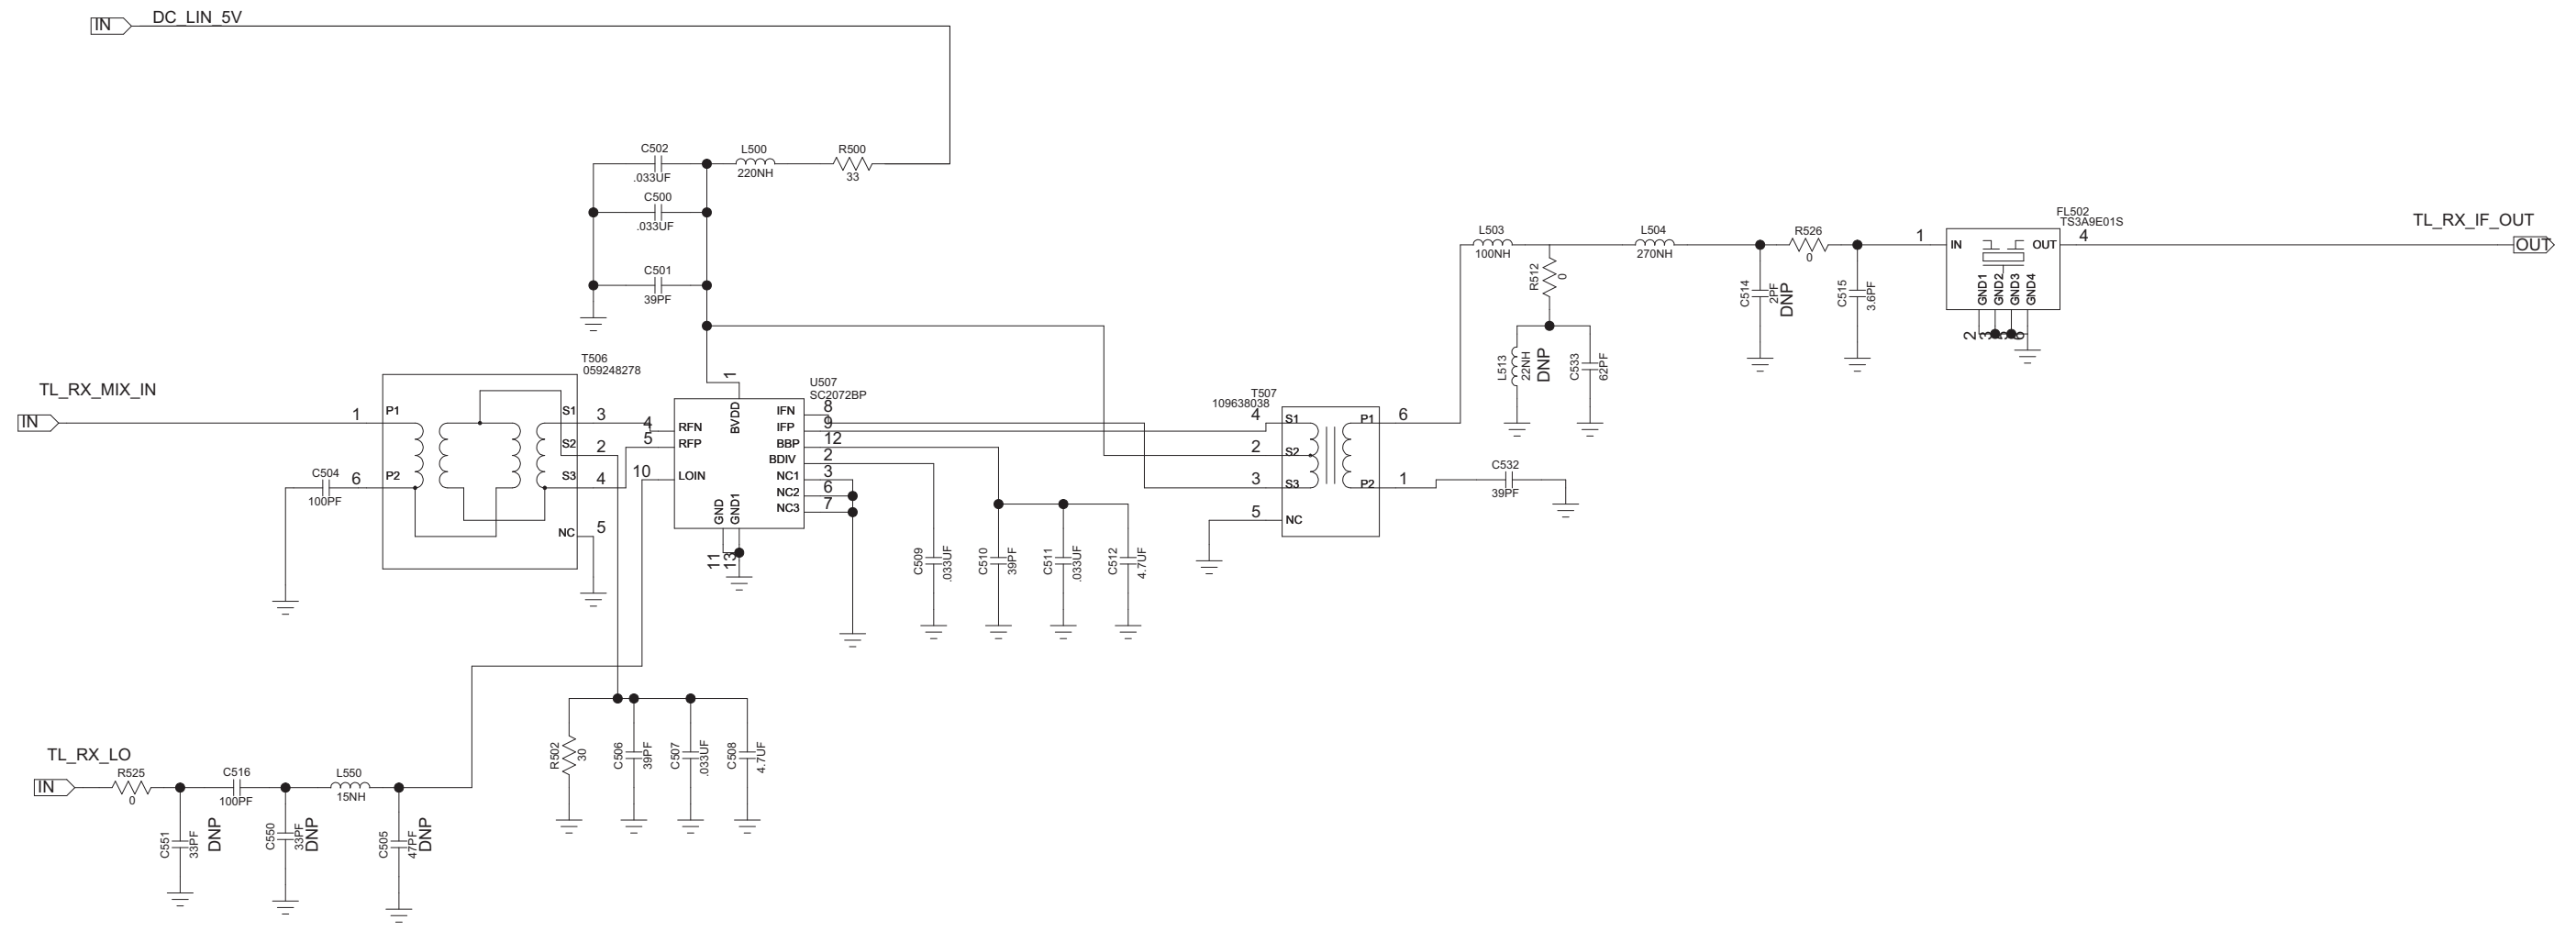 DC_LIN_5V
IN
C502
.033UF
L500
220NH
R500
33
C500
.033UF
C501
39PF
TL_RX_MIX_IN
IN
T506
059248278
1
P1
S1
3
S2
2
C504
100PF
6
P2
S3
4
NC
5
U507
SC2072BP
1
BVDD
4
RFN
5
RFP
10
LOIN
IFN
8
IFP
9
BBP
12
BDIV
2
NC1
3
NC2
6
NC3
7
GND
GND1
11
13
C509
.033UF
C510
39PF
C511
.033UF
C512
4.7UF
T507
109638038
4
S1
P1
6
2
S2
3
S3
P2
1
5
NC
C532
39PF
L503
100NH
R512
0
L504
270NH
L513
22NH
DNP
C533
62PF
C514
2PF
DNP
R526
0
C515
3.6PF
FL502
TS3A9E01S
1
IN
OUT
4
GND1
GND2
GND3
GND4
2
3
5
6
TL_RX_IF_OUT
OUT
TL_RX_LO
IN
R525
0
C551
33PF
DNP
C516
100PF
C550
33PF
DNP
L550
15NH
C505
47PF
DNP
R502
30
C506
39PF
C507
.033UF
C508
4.7UF